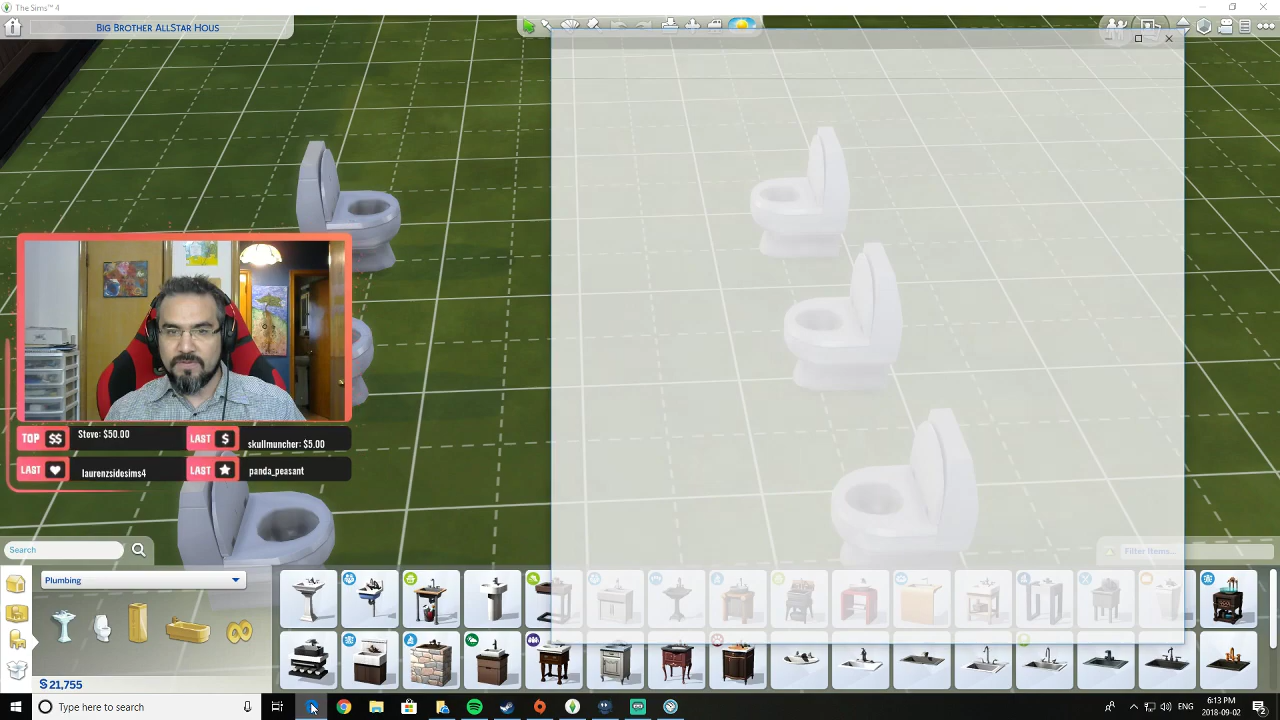 The Sims™ 4
BIG BROTHER ALLSTAR HOUS
TOP $$ Steve: $50.00
LAST $ skullmuncher: $5.00
LAST laurenzsidesims4
LAST panda_peasant
Search
Filter Items...
Plumbing
§ 21,755
Type here to search
ENG
6:13 PM
2018-09-02
2